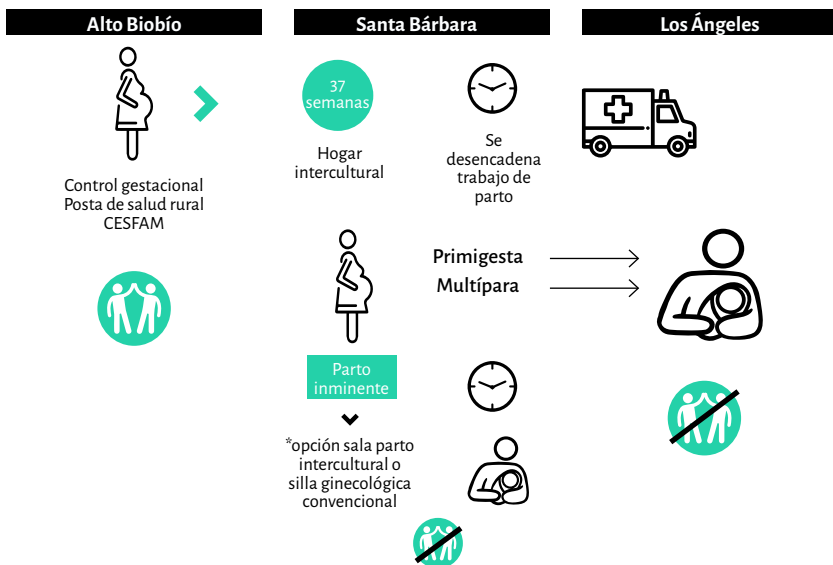 Alto Biobío
Santa Bárbara
Los Ángeles
Control gestacional
Posta de salud rural
CESFAM
37
semanas
Hogar
intercultural
Se
desencadena
trabajo de
parto
Primigesta
Multípara
Parto
inminente
*opción sala parto
intercultural o
silla ginecológica
convencional